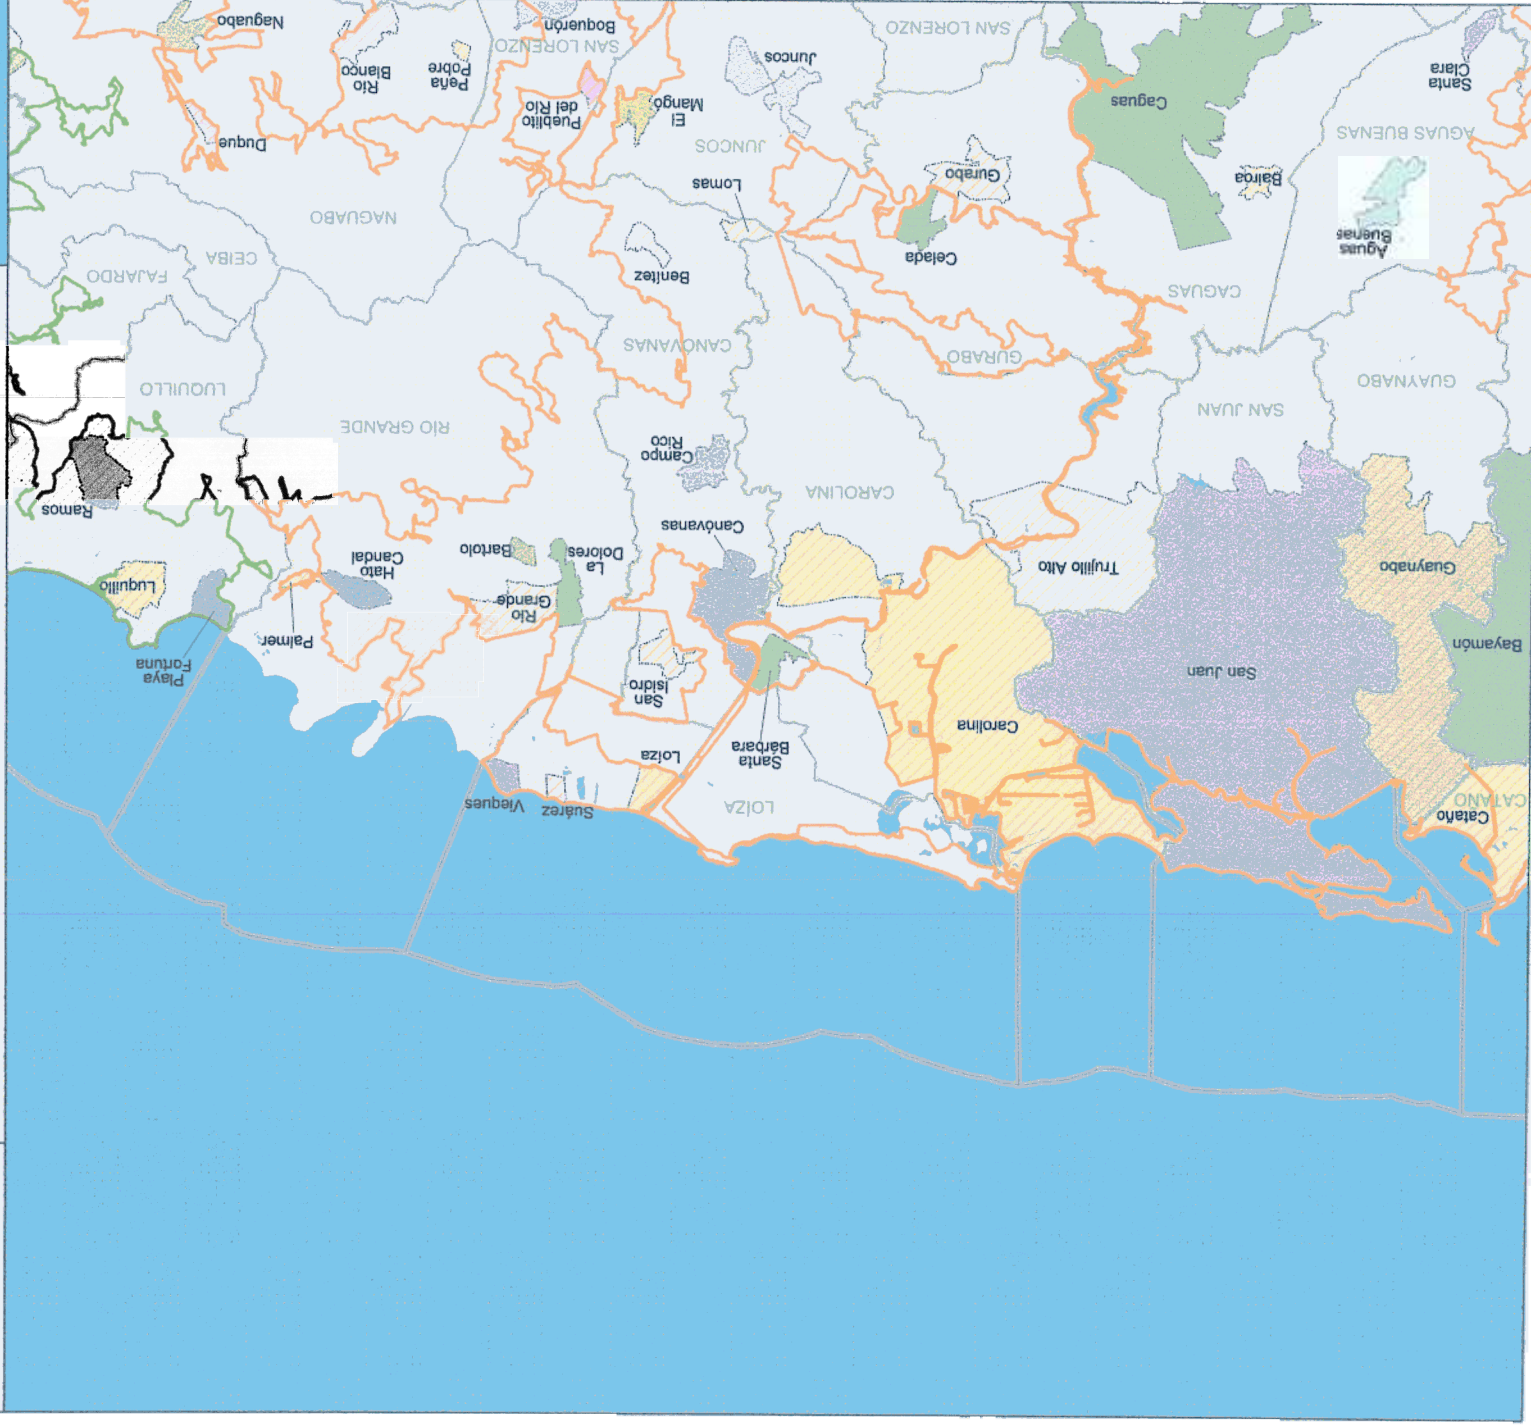 Cataño
CATAÑO
LOÍZA
Suárez
Vieques
Santa
Bárbara
Loíza
Carolina
San
Isidro
Playa
Fortuna
Palmer
San Juan
Bayamón
Río
Grande
Luquillo
Guaynabo
Trujillo Alto
La
Dolores
Hato
Candal
Bartolo
Canóvanas
Ramos
CAROLINA
Campo
Rico
RÍO GRANDE
SAN JUAN
LUQUILLO
GUAYNABO
GURABO
CANÓVANAS
CAGUAS
Benítez
FAJARDO
Celada
CEIBA
Aguas
Buenas
NAGUABO
Lomas
Bairoa
Gurabo
JUNCOS
Duque
AGUAS BUENAS
Pueblito
del Río
El
Mangó
Caguas
Santa
Clara
Río
Blanco
Peña
Pobre
Juncos
SAN LORENZO
SAN LORENZO
Boquerón
Naguabo